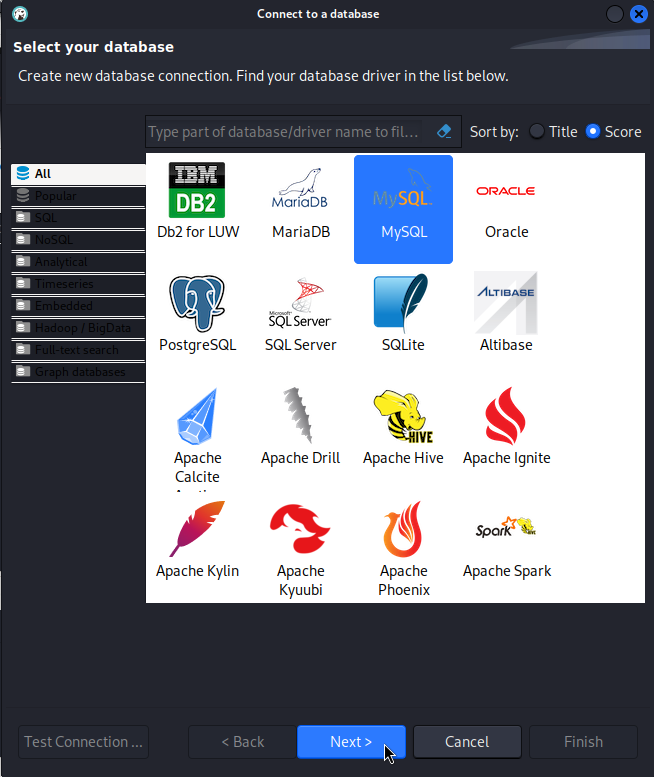 Connect to a database
Select your database
Create new database connection. Find your database driver in the list below.
Type part of database/driver name to fil...
Sort by:
Title
Score
All
Popular
SQL
NoSQL
Analytical
Timeseries
Embedded
Hadoop / BigData
Full-text search
Graph databases
IBM
DB2
Db2 for LUW
MariaDB
MariaDB
MySQL
MySQL
ORACLE
Oracle
PostgreSQL
Microsoft
SQL Server
SQL Server
SQLite
ALTIBASE
Altibase
Apache
Calcite
Apache Drill
HIVE
Apache Hive
Apache Ignite
Apache Kylin
Apache
Kyuubi
Apache
Phoenix
Spark
Apache Spark
Test Connection ...
< Back
Next >
Cancel
Finish